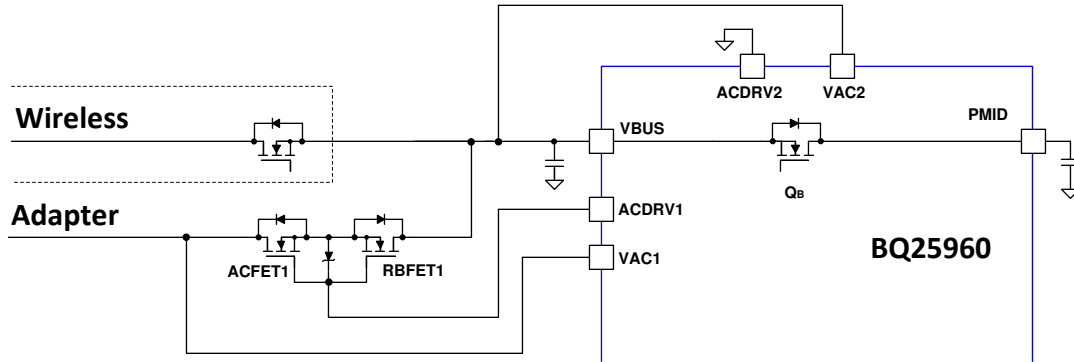 ACDRV2
VAC2
Wireless
VBUS
PMID
QB
Adapter
ACDRV1
BQ25960
ACFET1
RBFET1
VAC1